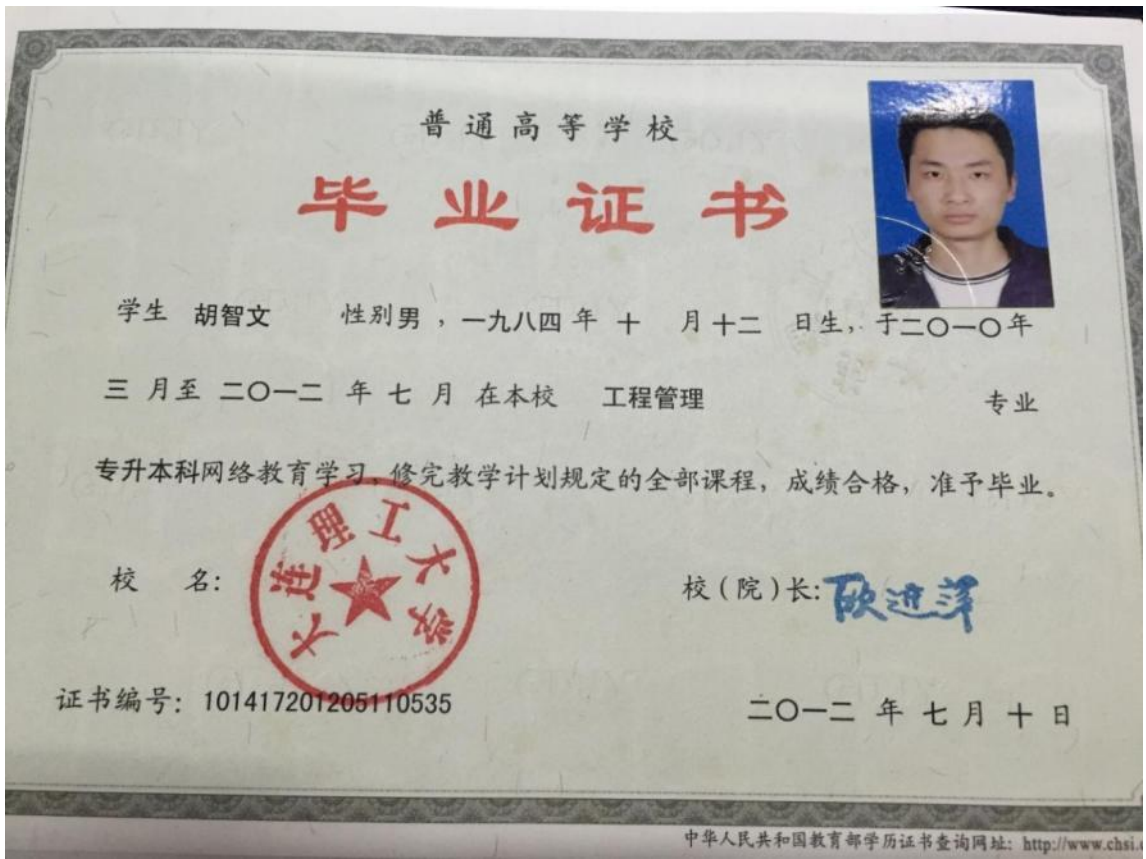 普通高等学校
毕业证书
学生 胡智文 性别男,一九八四年十月十二日生,于二〇一〇年
三月至二〇一二年七月在本校 工程管理 专业
专升本科网络教育学习,修完教学计划规定的全部课程,成绩合格,准予毕业。
校 名: 大连理工大学
校(院)长: 欧进萍
证书编号: 101417201205110535
二〇一二年七月十日
中华人民共和国教育部学历证书查询网址: http://www.chsi.c